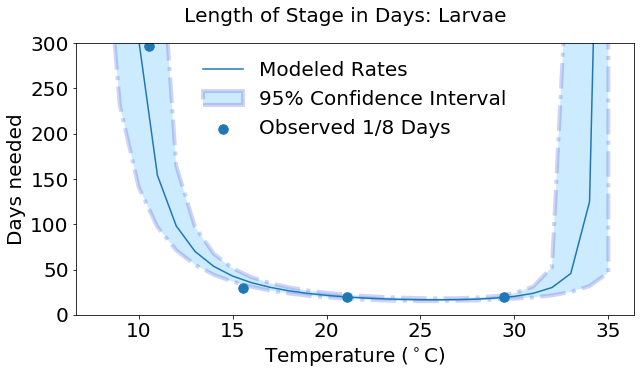 Length of Stage in Days: Larvae
Modeled Rates
95% Confidence Interval
Observed 1/8 Days
Days needed
300
250
200
150
100
50
0
10 15 20 25 30 35
Temperature (°C)